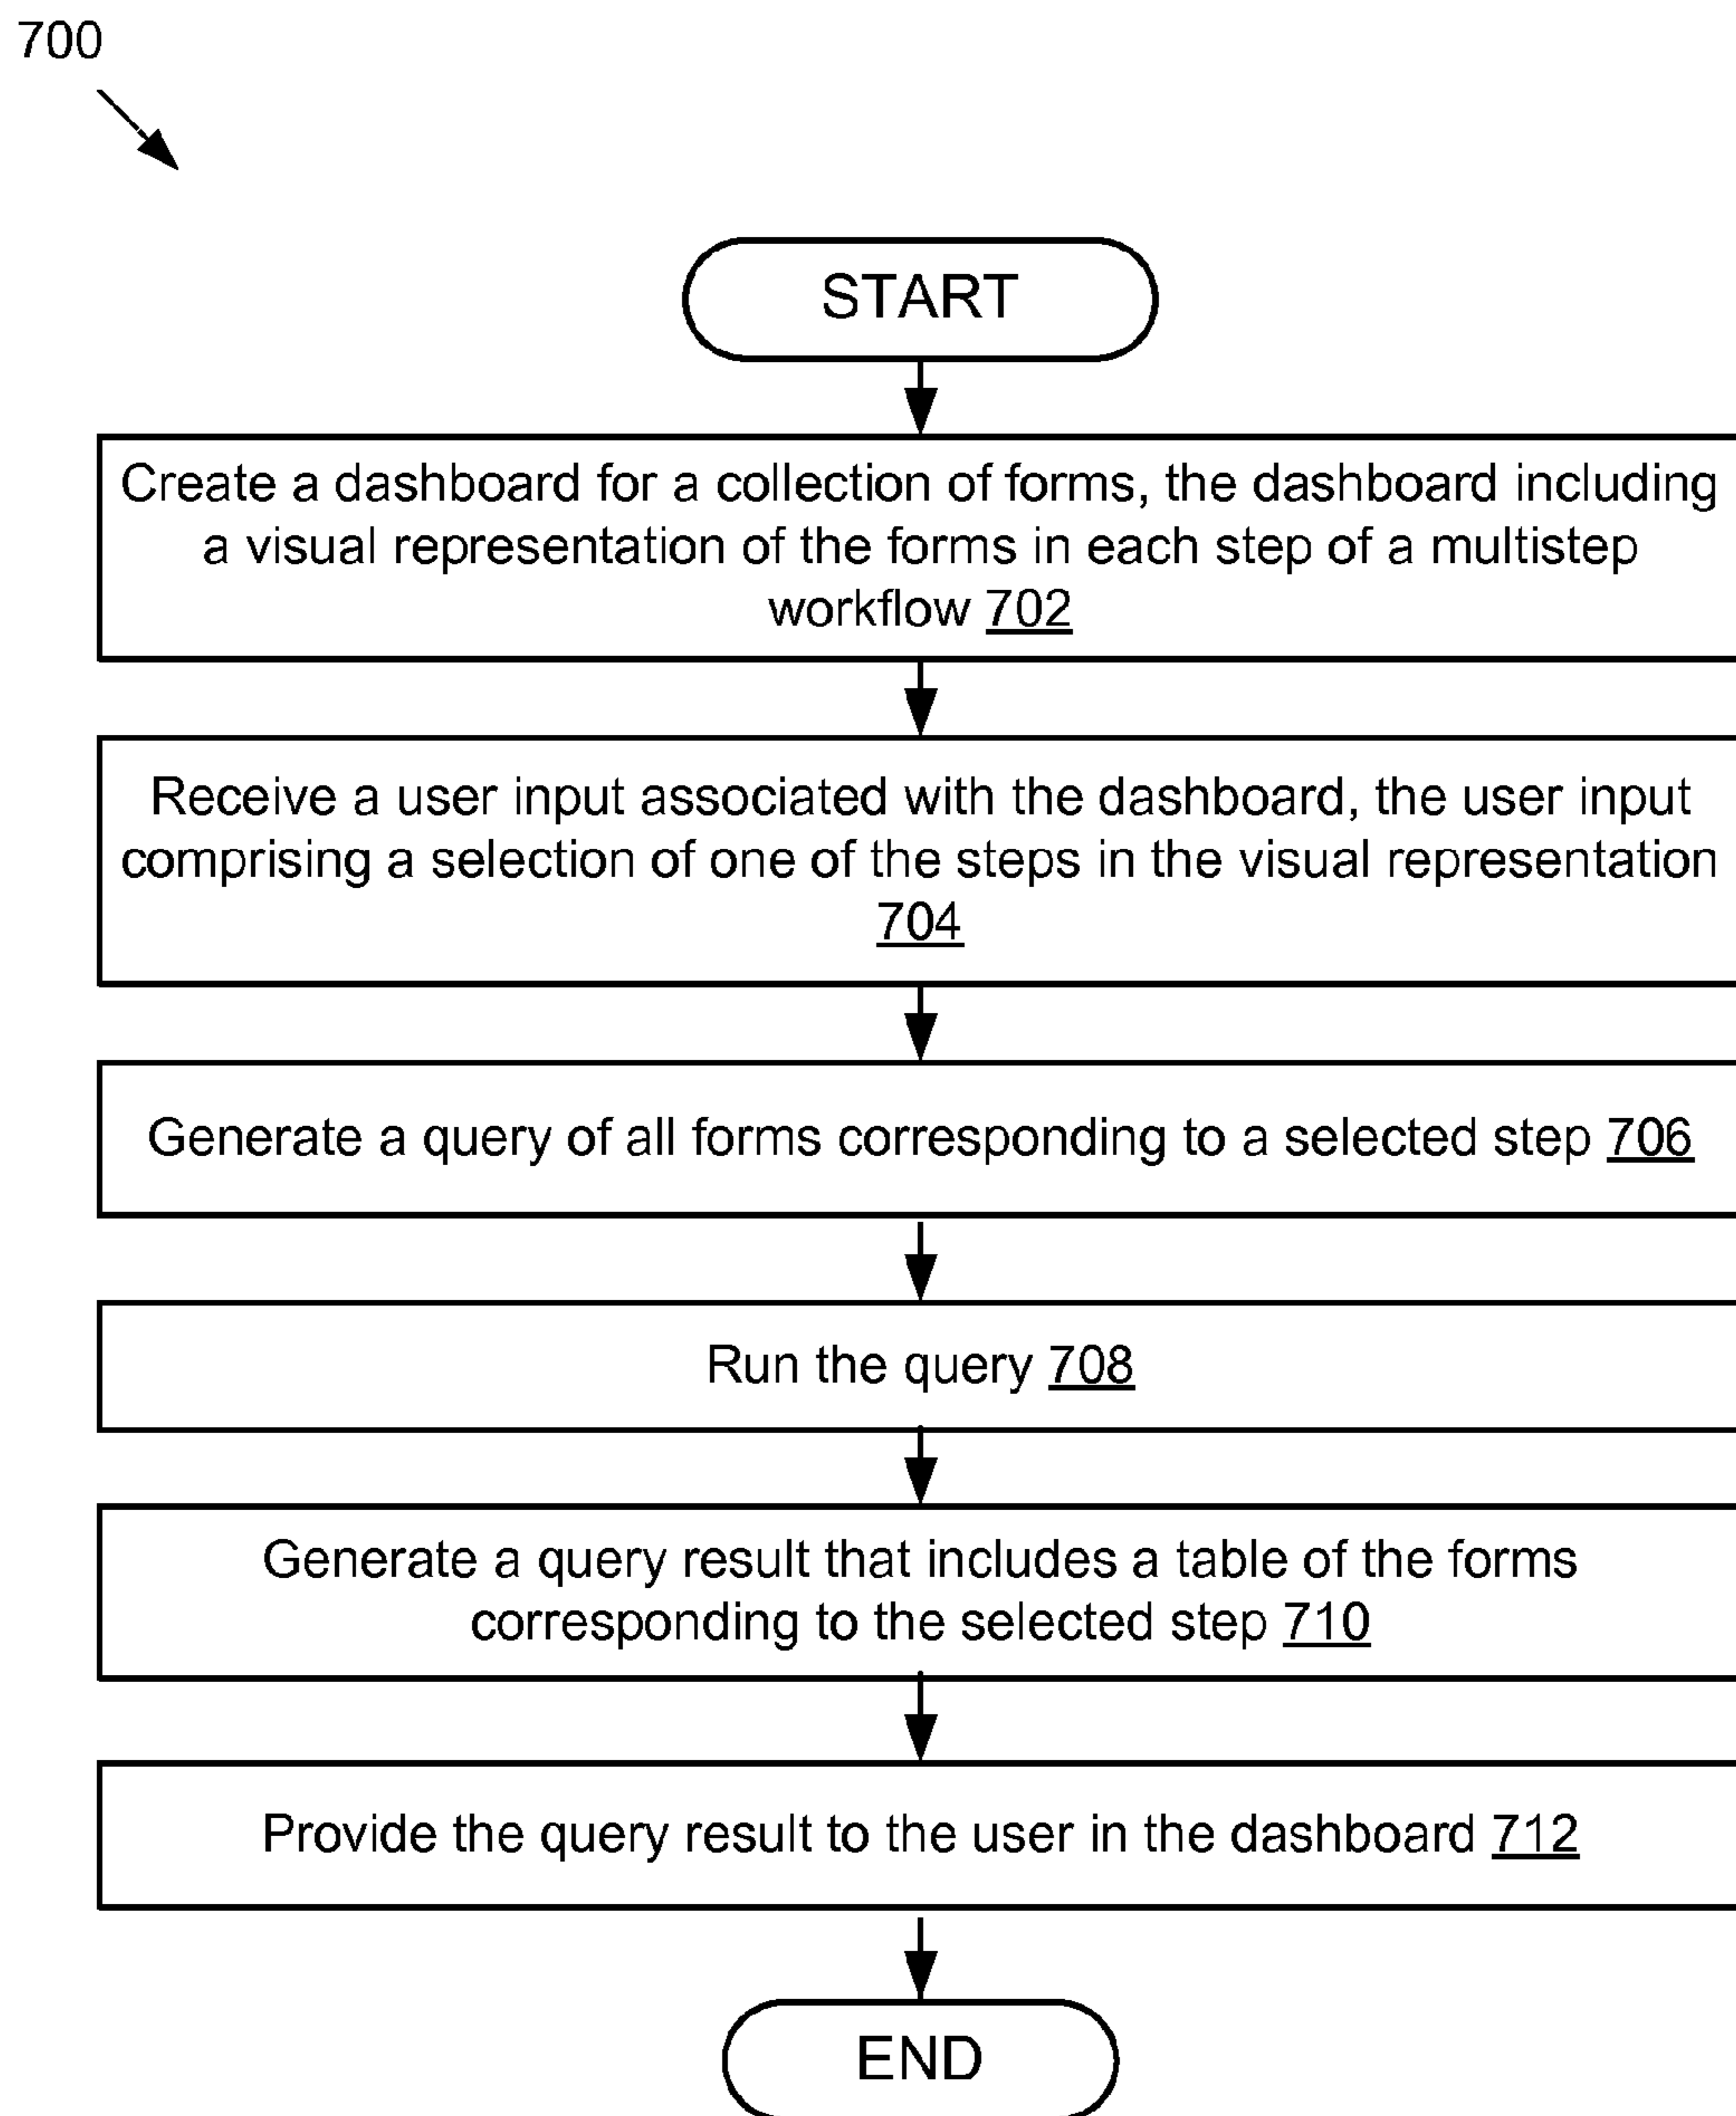 700
START
Create a dashboard for a collection of forms, the dashboard including
a visual representation of the forms in each step of a multistep
workflow 702
Receive a user input associated with the dashboard, the user input
comprising a selection of one of the steps in the visual representation
704
Generate a query of all forms corresponding to a selected step 706
Run the query 708
Generate a query result that includes a table of the forms
corresponding to the selected step 710
Provide the query result to the user in the dashboard 712
END